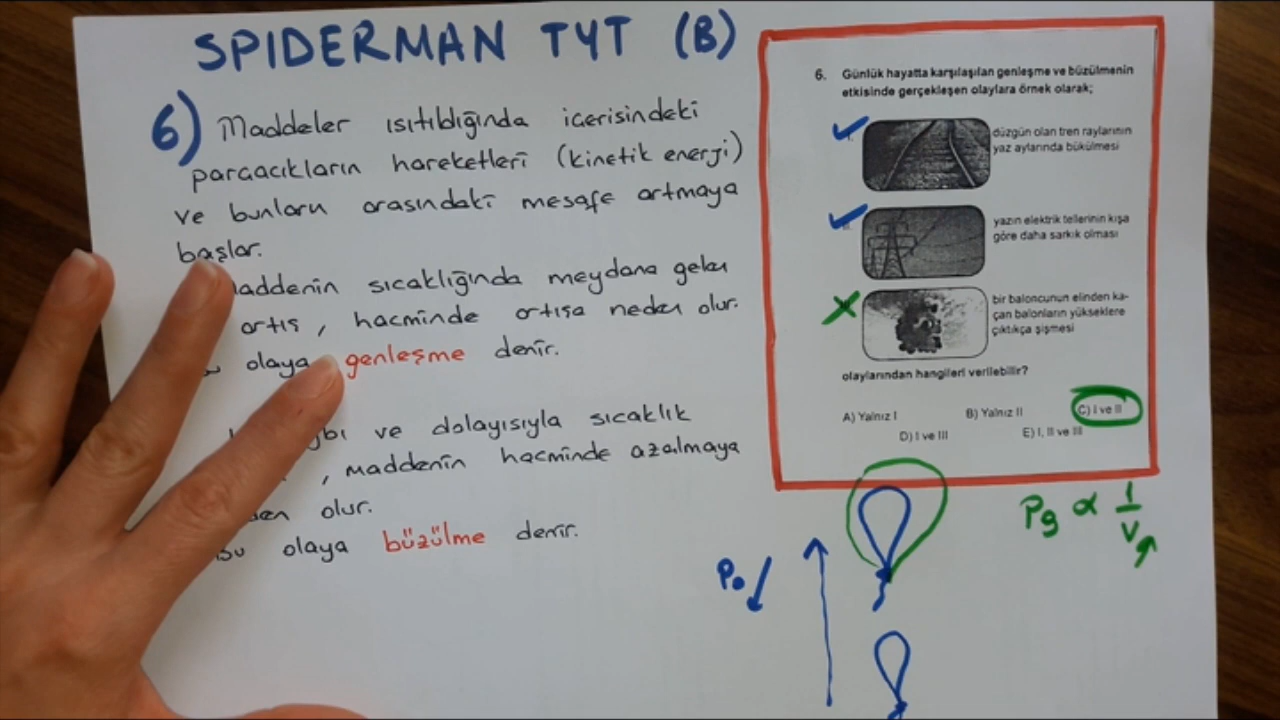 SPIDERMAN TYT (B)
6) Maddeler ısıtıldığında içerisindeki
parçacıkların hareketleri (kinetik enerji)
ve bunların arasındaki mesafe artmaya
başlar.
addenin sıcaklığında meydana gelen
artış, hacminde artışa neden olur.
olaya genleşme denir.
ve dolayısıyla sıcaklık
, maddenin hacminde azalmaya
olur.
Bu olaya büzülme denir.
6. Günlük hayatta karşılaşılan genleşme ve büzülmenin
etkisinde gerçekleşen olaylara örnek olarak;
düzgün olan tren raylarının
yaz aylarında bükülmesi
yazın elektrik tellerinin kışa
göre daha sarkık olması
bir baloncunun elinden ka-
çan balonların yükseklere
çıktıkça şişmesi
olaylarından hangileri verilebilir?
A) Yalnız I B) Yalnız II C) I ve II
D) I ve III E) I, II ve III
Pg ∝ 1/V ↑
P₀ ↓